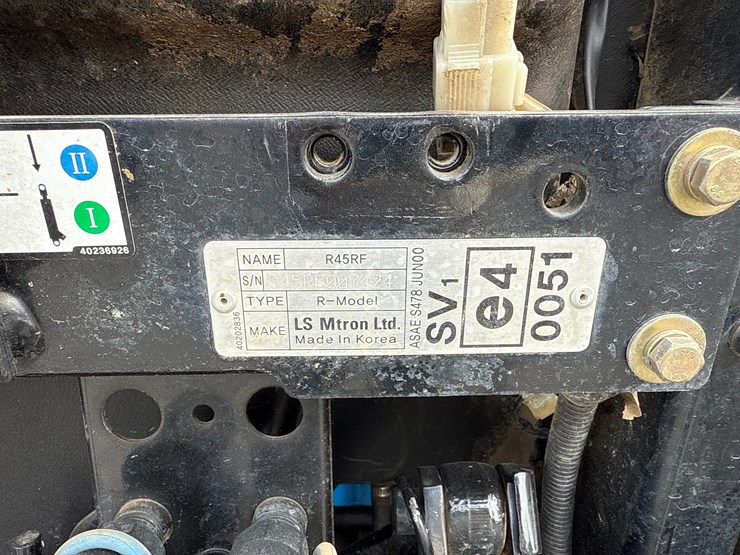 II
I
40236926
NAME R45RF
S/N
TYPE R-Model
MAKE LS Mtron Ltd.
Made In Korea
40202836
ASAE S478 JUN00
SV1
e4
0051